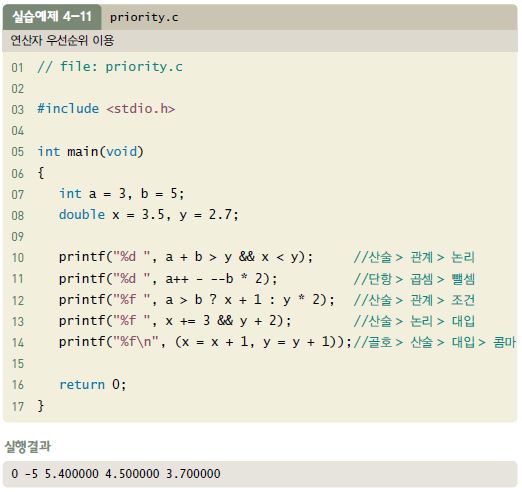 실습예제 4-11 priority.c
연산자 우선순위 이용
01 // file: priority.c
02
03 #include <stdio.h>
04
05 int main(void)
06 {
07 int a = 3, b = 5;
08 double x = 3.5, y = 2.7;
09
10 printf("%d ", a + b > y && x < y); //산술 > 관계 > 논리
11 printf("%d ", a++ - --b * 2); //단항 > 곱셈 > 뺄셈
12 printf("%f ", a > b ? x + 1 : y * 2); //산술 > 관계 > 조건
13 printf("%f ", x += 3 && y + 2); //산술 > 논리 > 대입
14 printf("%f\n", (x = x + 1, y = y + 1)); //괄호 > 산술 > 대입 > 콤마
15
16 return 0;
17 }
실행결과
0 -5 5.400000 4.500000 3.700000